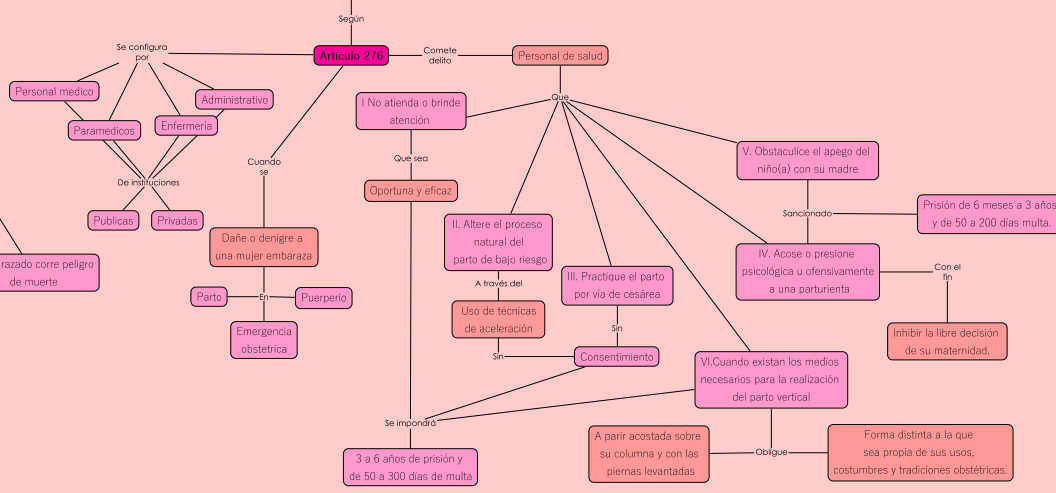 Según
Se configura
por
Artículo 276
Comete
delito
Personal de salud
Personal medico
Administrativo
Paramedicos
Enfermeria
De instituciones
Publicas
Privadas
razado corre peligro
de muerte
Cuando
se
Dañe o denigre a
una mujer embaraza
Parto
En
Puerperio
Emergencia
obstetrica
Que
I No atienda o brinde
atención
Que sea
Oportuna y eficaz
II. Altere el proceso
natural del
parto de bajo riesgo
A través del
Uso de técnicas
de aceleración
Sin
III. Practique el parto
por vía de cesárea
Sin
Consentimiento
V. Obstaculice el apego del
niño(a) con su madre
Sancionado
Prisión de 6 meses a 3 años
y de 50 a 200 días multa.
IV. Acose o presione
psicológica u ofensivamente
a una parturienta
Con el
fin
Inhibir la libre decisión
de su maternidad.
VI.Cuando existan los medios
necesarios para la realización
del parto vertical
Se impondrá
3 a 6 años de prisión y
de 50 a 300 días de multa
A parir acostada sobre
su columna y con las
piernas levantadas
Obligue
Forma distinta a la que
sea propia de sus usos,
costumbres y tradiciones obstétricas.